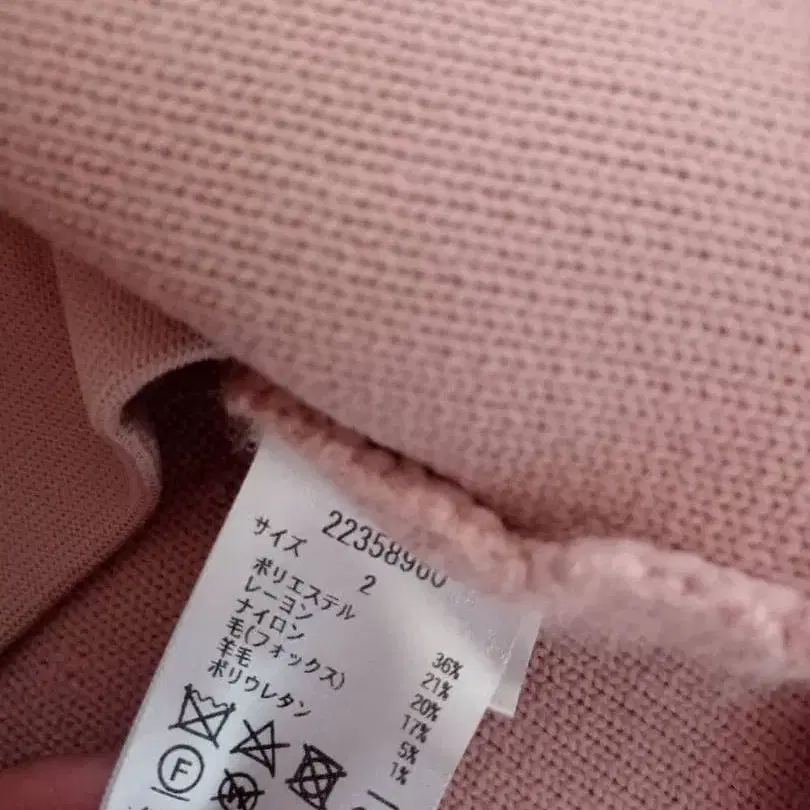 サイズ 2
ポリエステル 36%
レーヨン 21%
ナイロン 20%
毛(フォックス) 17%
羊毛 5%
ポリウレタン 1%
F